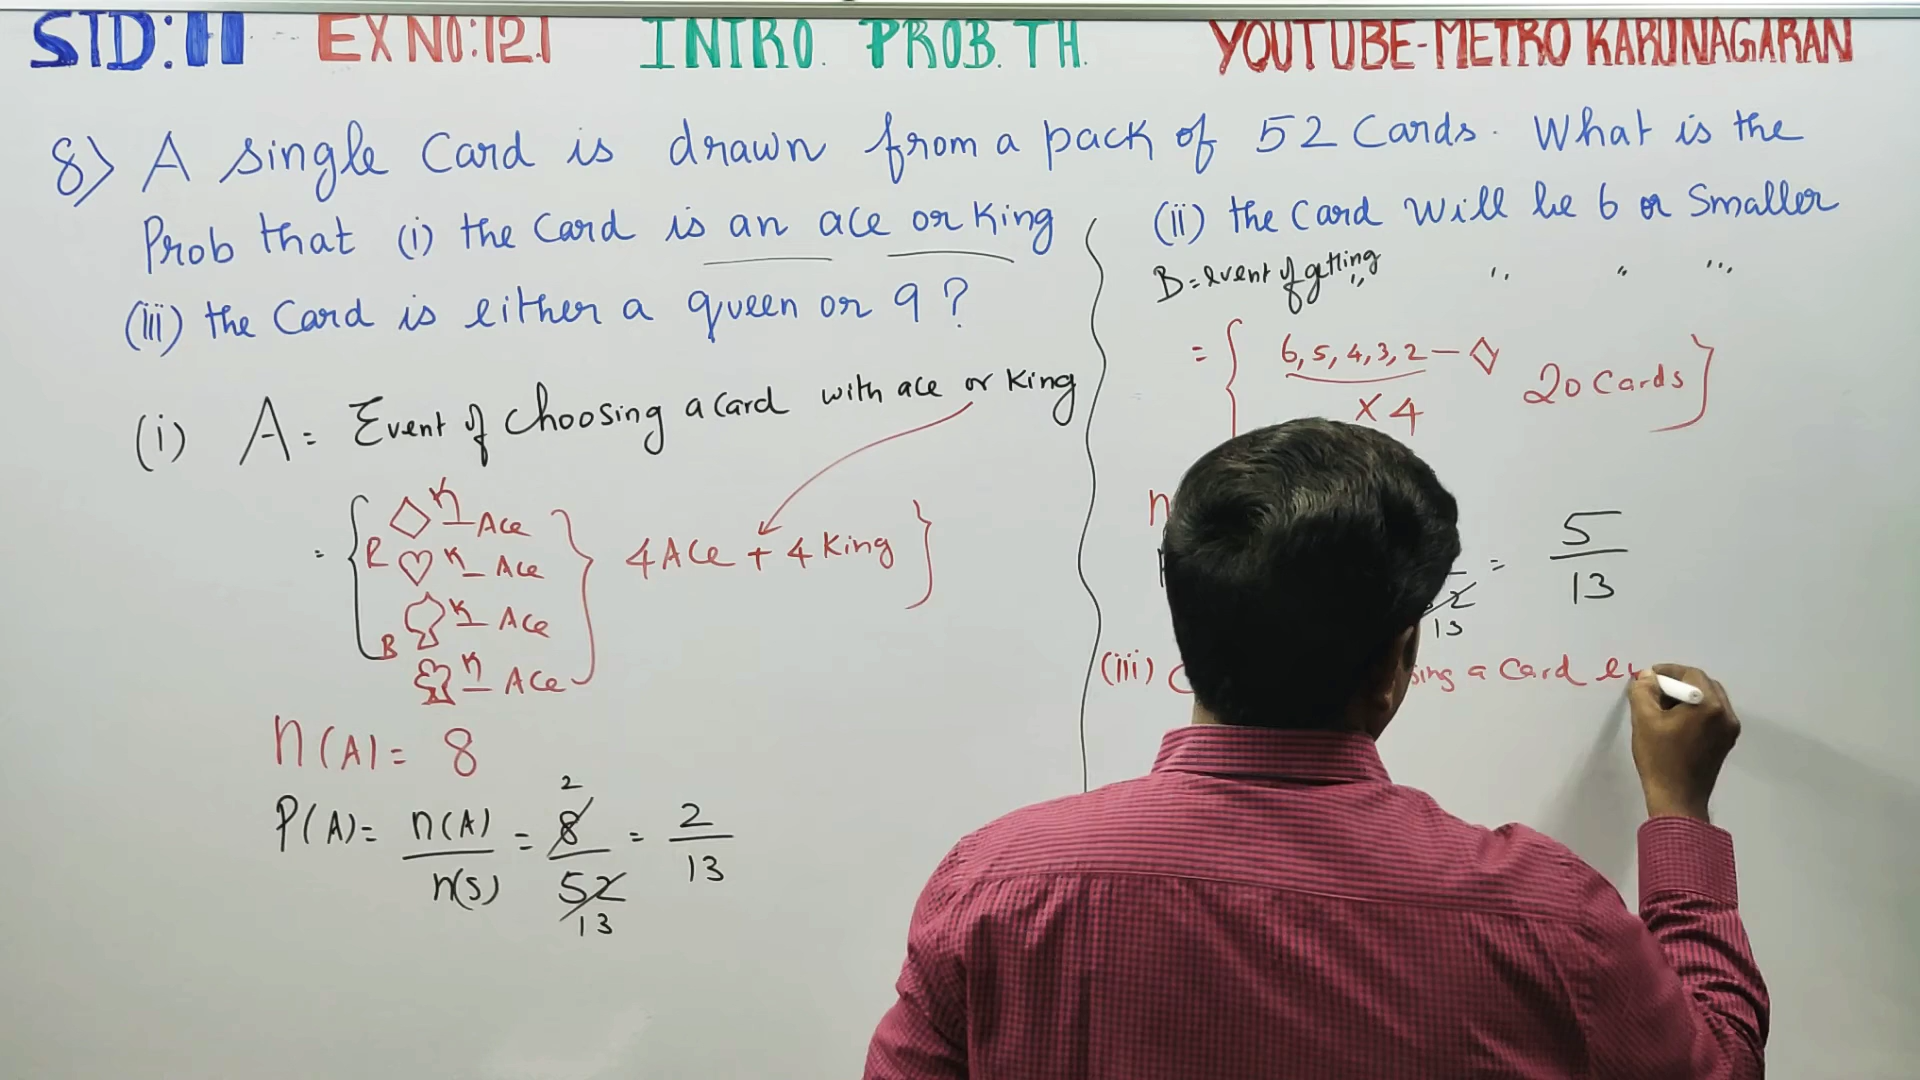 STD:11 EX NO:12.1 INTRO. PROB. TH. YOUTUBE-METRO KARUNAGARAN
8) A single Card is drawn from a pack of 52 Cards. What is the
Prob that (i) the Card is an ace or King
(iii) the Card is either a queen or 9?
(i) A = Event of Choosing a Card with ace or King
= { R ◇ K Ace
♡ K Ace
B ♤ K Ace
♧ K Ace } 4 Ace + 4 King }
n(A) = 8
P(A) = n(A)/n(S) = 8/52 = 2/13
2
13
(ii) the Card will be 6 or Smaller
B = event of getting " " " "
= { 6, 5, 4, 3, 2 — ◇
× 4
20 Cards }
n
= 5/13
13
(iii) sing a Card